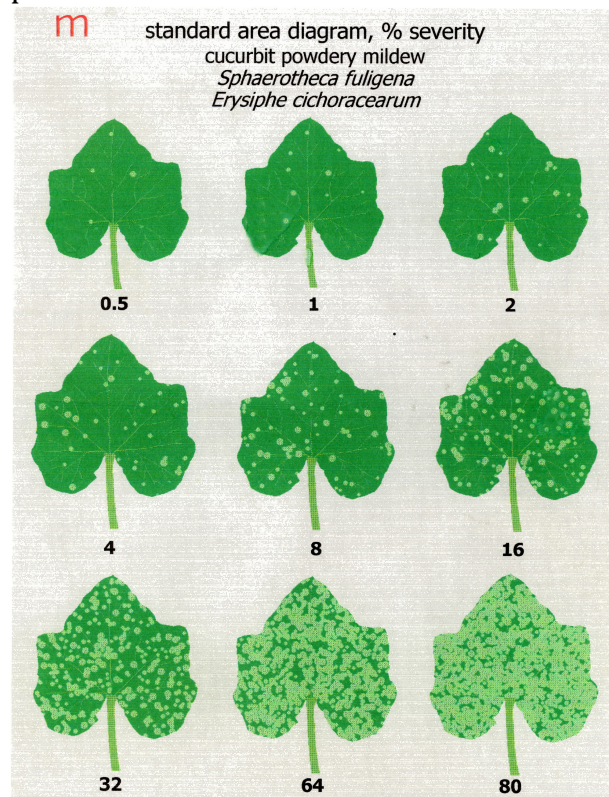 m
standard area diagram, % severity
cucurbit powdery mildew
Sphaerotheca fuligena
Erysiphe cichoracearum
0.5 1 2
4 8 16
32 64 80